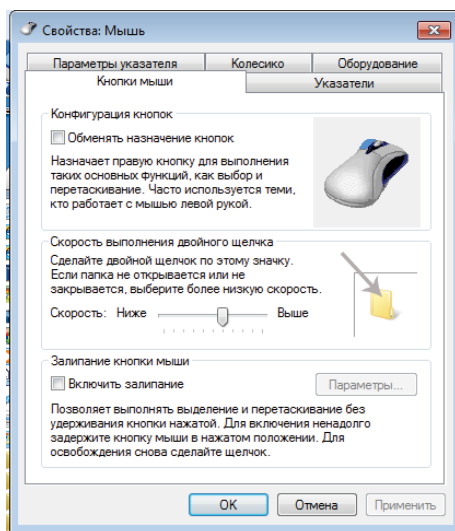 Свойства: Мышь
Параметры указателя
Колесико
Оборудование
Кнопки мыши
Указатели
Конфигурация кнопок
Обменять назначение кнопок
Назначает правую кнопку для выполнения
таких основных функций, как выбор и
перетаскивание. Часто используется теми,
кто работает с мышью левой рукой.
Скорость выполнения двойного щелчка
Сделайте двойной щелчок по этому значку.
Если папка не открывается или не
закрывается, выберите более низкую скорость.
Скорость: Ниже Выше
Залипание кнопки мыши
Включить залипание
Параметры...
Позволяет выполнять выделение и перетаскивание без
удерживания кнопки нажатой. Для включения ненадолго
задержите кнопку мыши в нажатом положении. Для
освобождения снова сделайте щелчок.
OK
Отмена
Применить